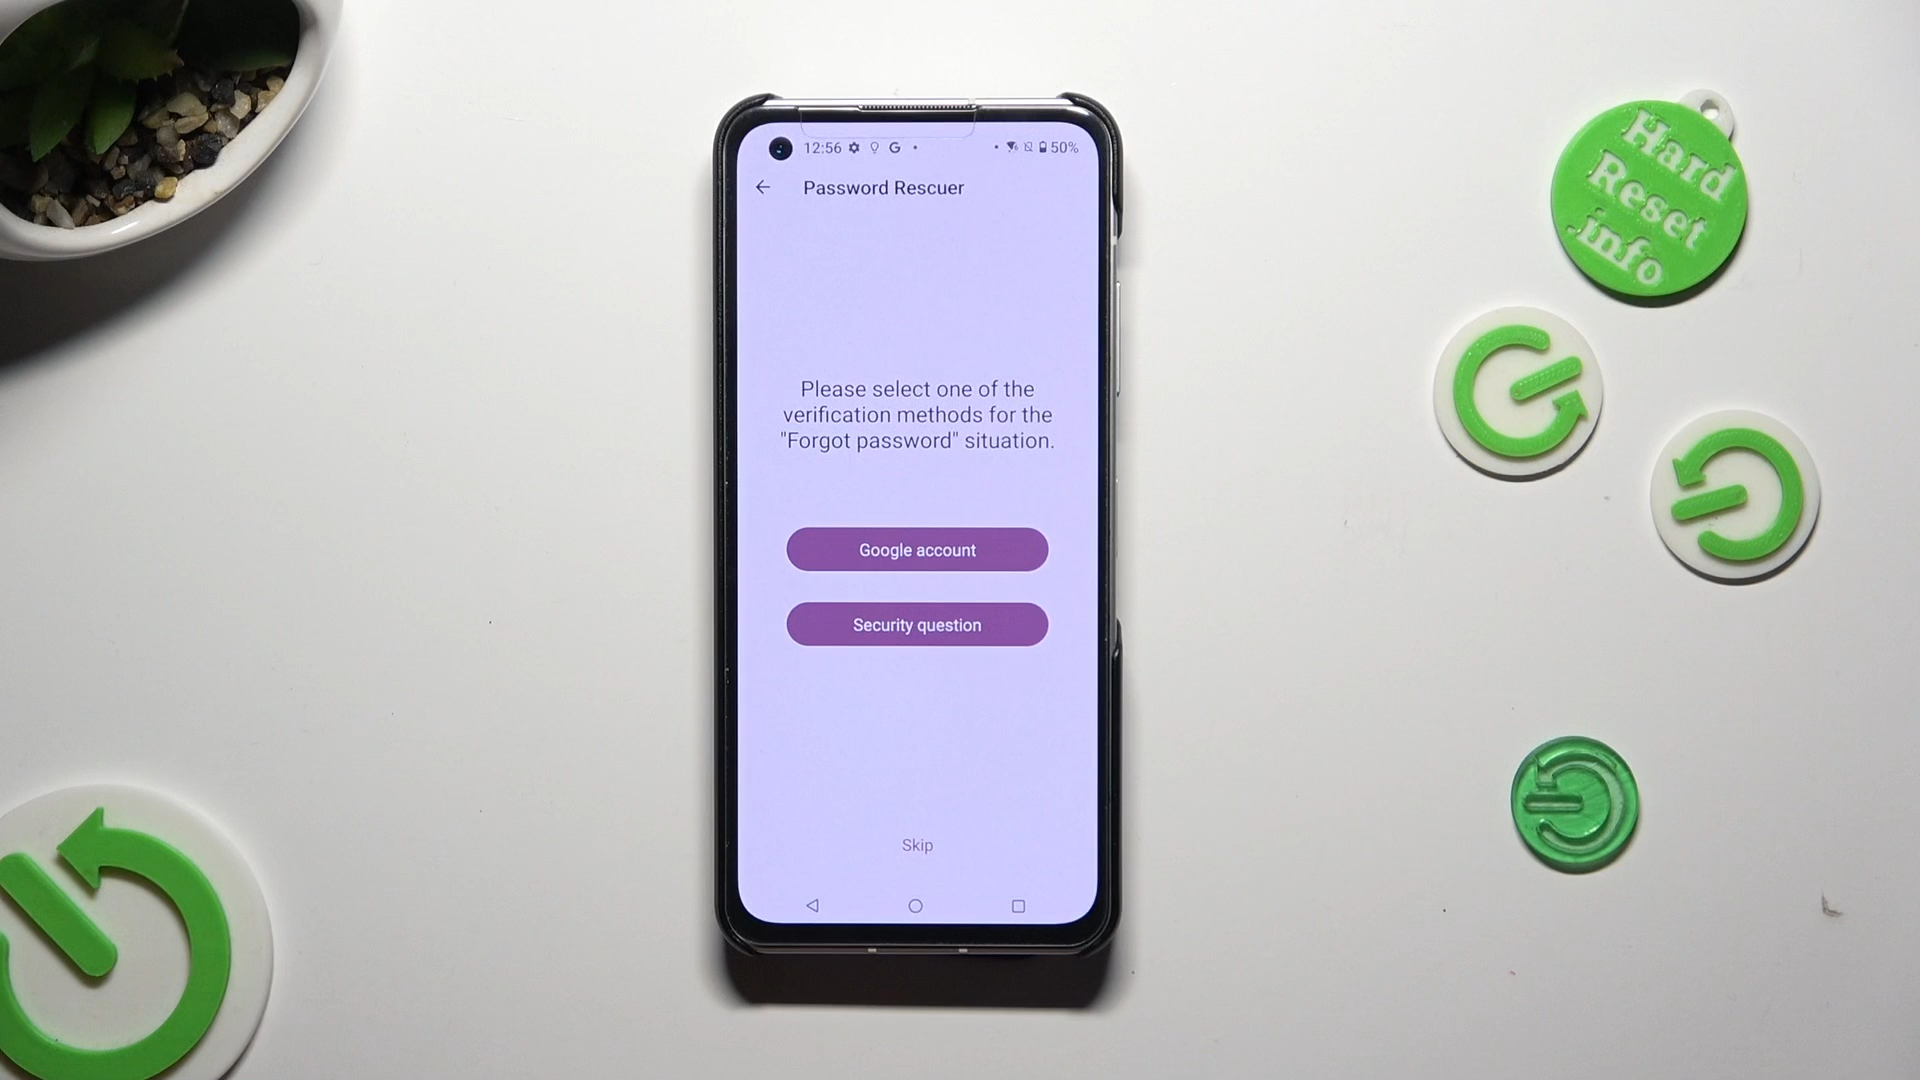 12:56 G
50%
Password Rescuer
Please select one of the
verification methods for the
"Forgot password" situation.
Google account
Security question
Skip
Hard
Reset
.info